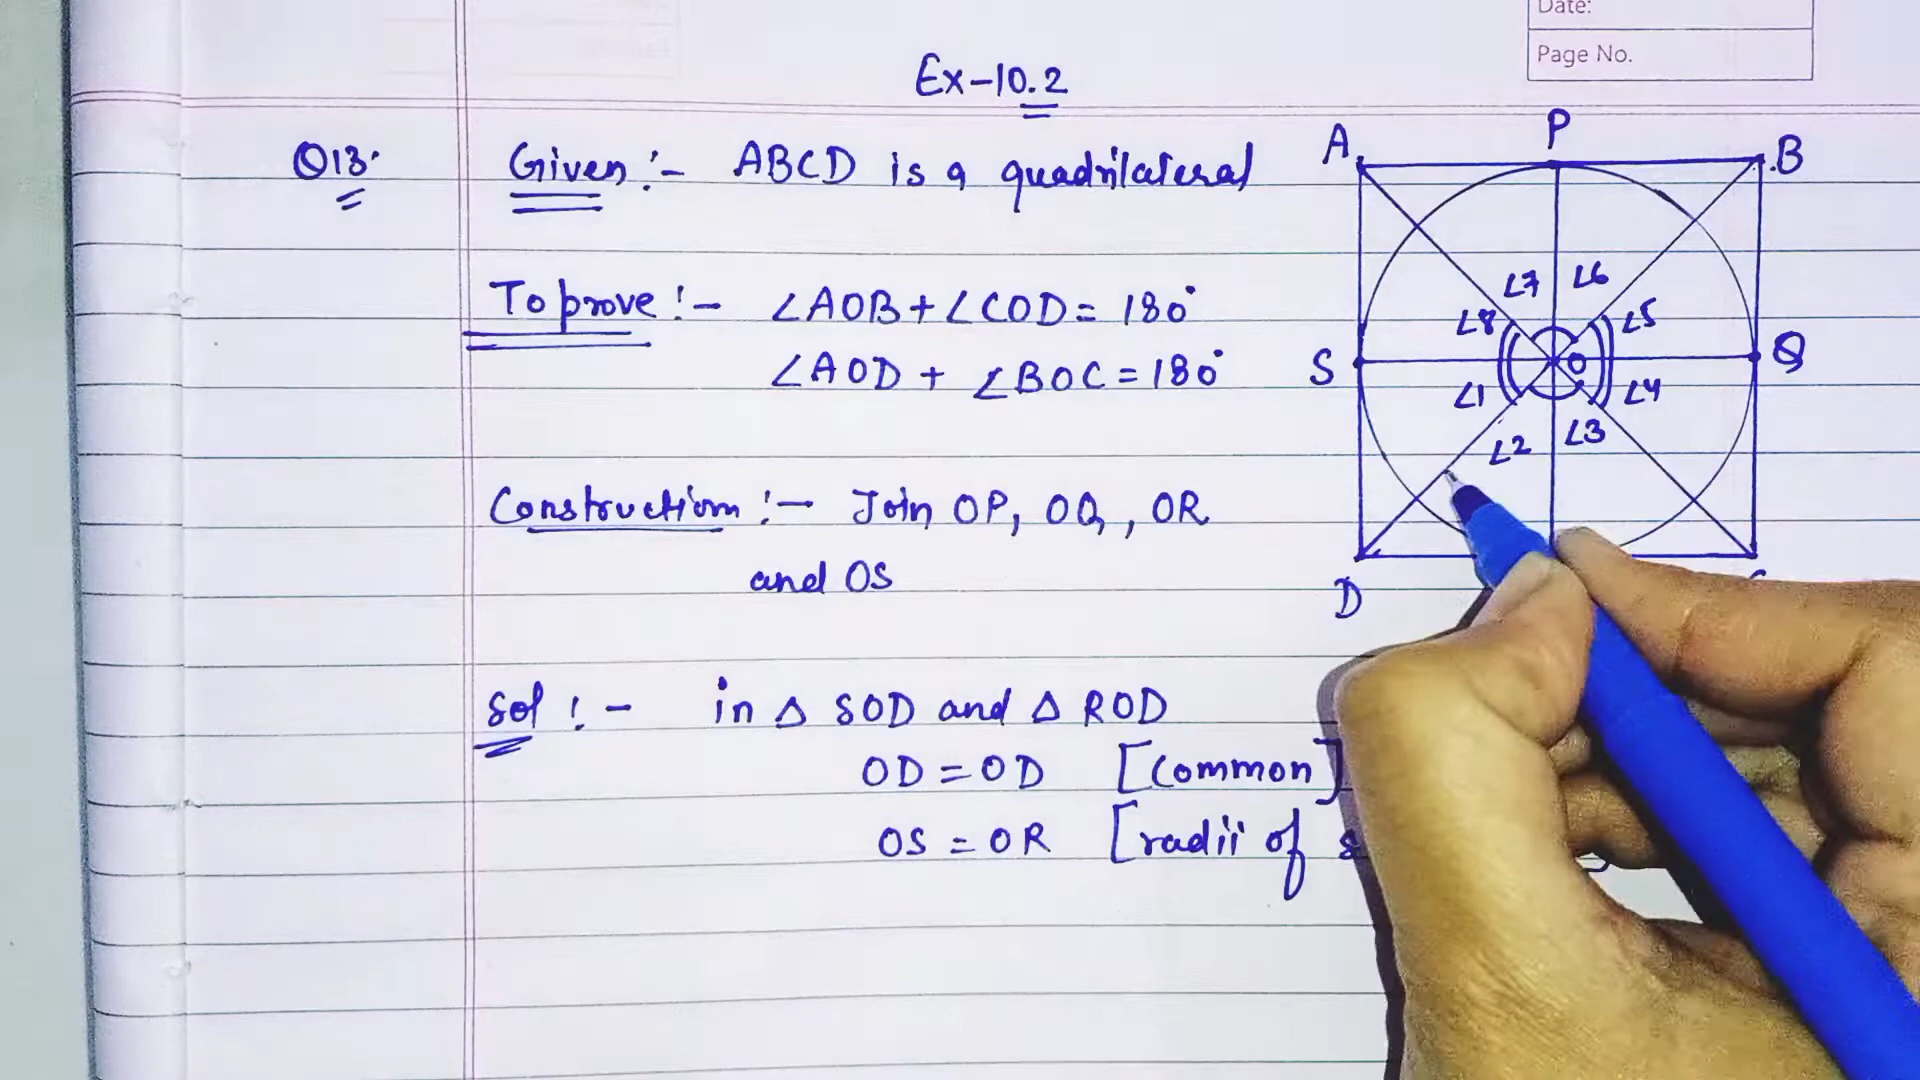 Date:
Page No.
Ex-10.2
Q13.
Given :- ABCD is a quadrilateral
To prove :- ∠AOB + ∠COD = 180°
∠AOD + ∠BOC = 180°
Construction :- Join OP, OQ, OR
and OS
Sol :- in △ SOD and △ ROD
OD = OD [Common]
OS = OR [radii of
A
P
B
∠7
∠6
∠8
∠5
S
O
Q
∠1
∠4
∠2
∠3
D